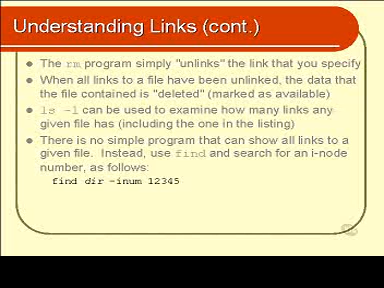 Understanding Links (cont.)
The rm program simply "unlinks" the link that you specify
When all links to a file have been unlinked, the data that
the file contained is "deleted" (marked as available)
ls -l can be used to examine how many links any
given file has (including the one in the listing)
There is no simple program that can show all links to a
given file. Instead, use find and search for an i-node
number, as follows:
find dir -inum 12345